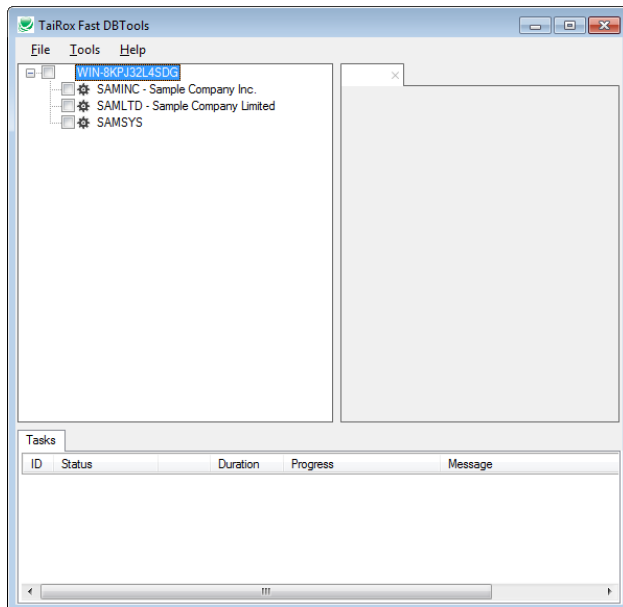 TaiRox Fast DBTools
File Tools Help
WIN-8KPJ32L4SDG
SAMINC - Sample Company Inc.
SAMLTD - Sample Company Limited
SAMSYS
Tasks
ID Status Duration Progress Message